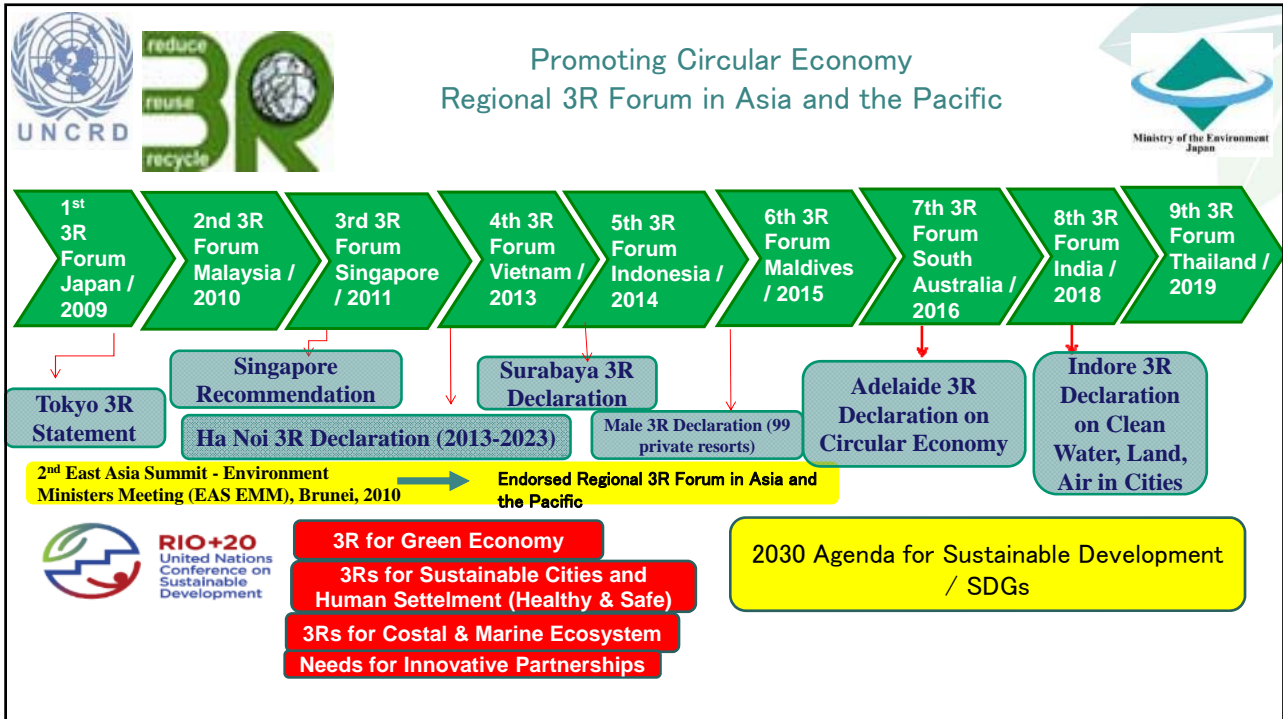 UNCRD
reduce
reuse
recycle
3R
Promoting Circular Economy
Regional 3R Forum in Asia and the Pacific
Ministry of the Environment
Japan
1st
3R
Forum
Japan /
2009
2nd 3R
Forum
Malaysia /
2010
3rd 3R
Forum
Singapore
/ 2011
4th 3R
Forum
Vietnam /
2013
5th 3R
Forum
Indonesia /
2014
6th 3R
Forum
Maldives
/ 2015
7th 3R
Forum
South
Australia /
2016
8th 3R
Forum
India /
2018
9th 3R
Forum
Thailand /
2019
Tokyo 3R
Statement
Singapore
Recommendation
Ha Noi 3R Declaration (2013-2023)
Surabaya 3R
Declaration
Male 3R Declaration (99
private resorts)
Adelaide 3R
Declaration on
Circular Economy
Indore 3R
Declaration
on Clean
Water, Land,
Air in Cities
2nd East Asia Summit - Environment
Ministers Meeting (EAS EMM), Brunei, 2010
Endorsed Regional 3R Forum in Asia and
the Pacific
RIO+20
United Nations
Conference on
Sustainable
Development
3R for Green Economy
3Rs for Sustainable Cities and
Human Settelment (Healthy & Safe)
3Rs for Costal & Marine Ecosystem
Needs for Innovative Partnerships
2030 Agenda for Sustainable Development
/ SDGs